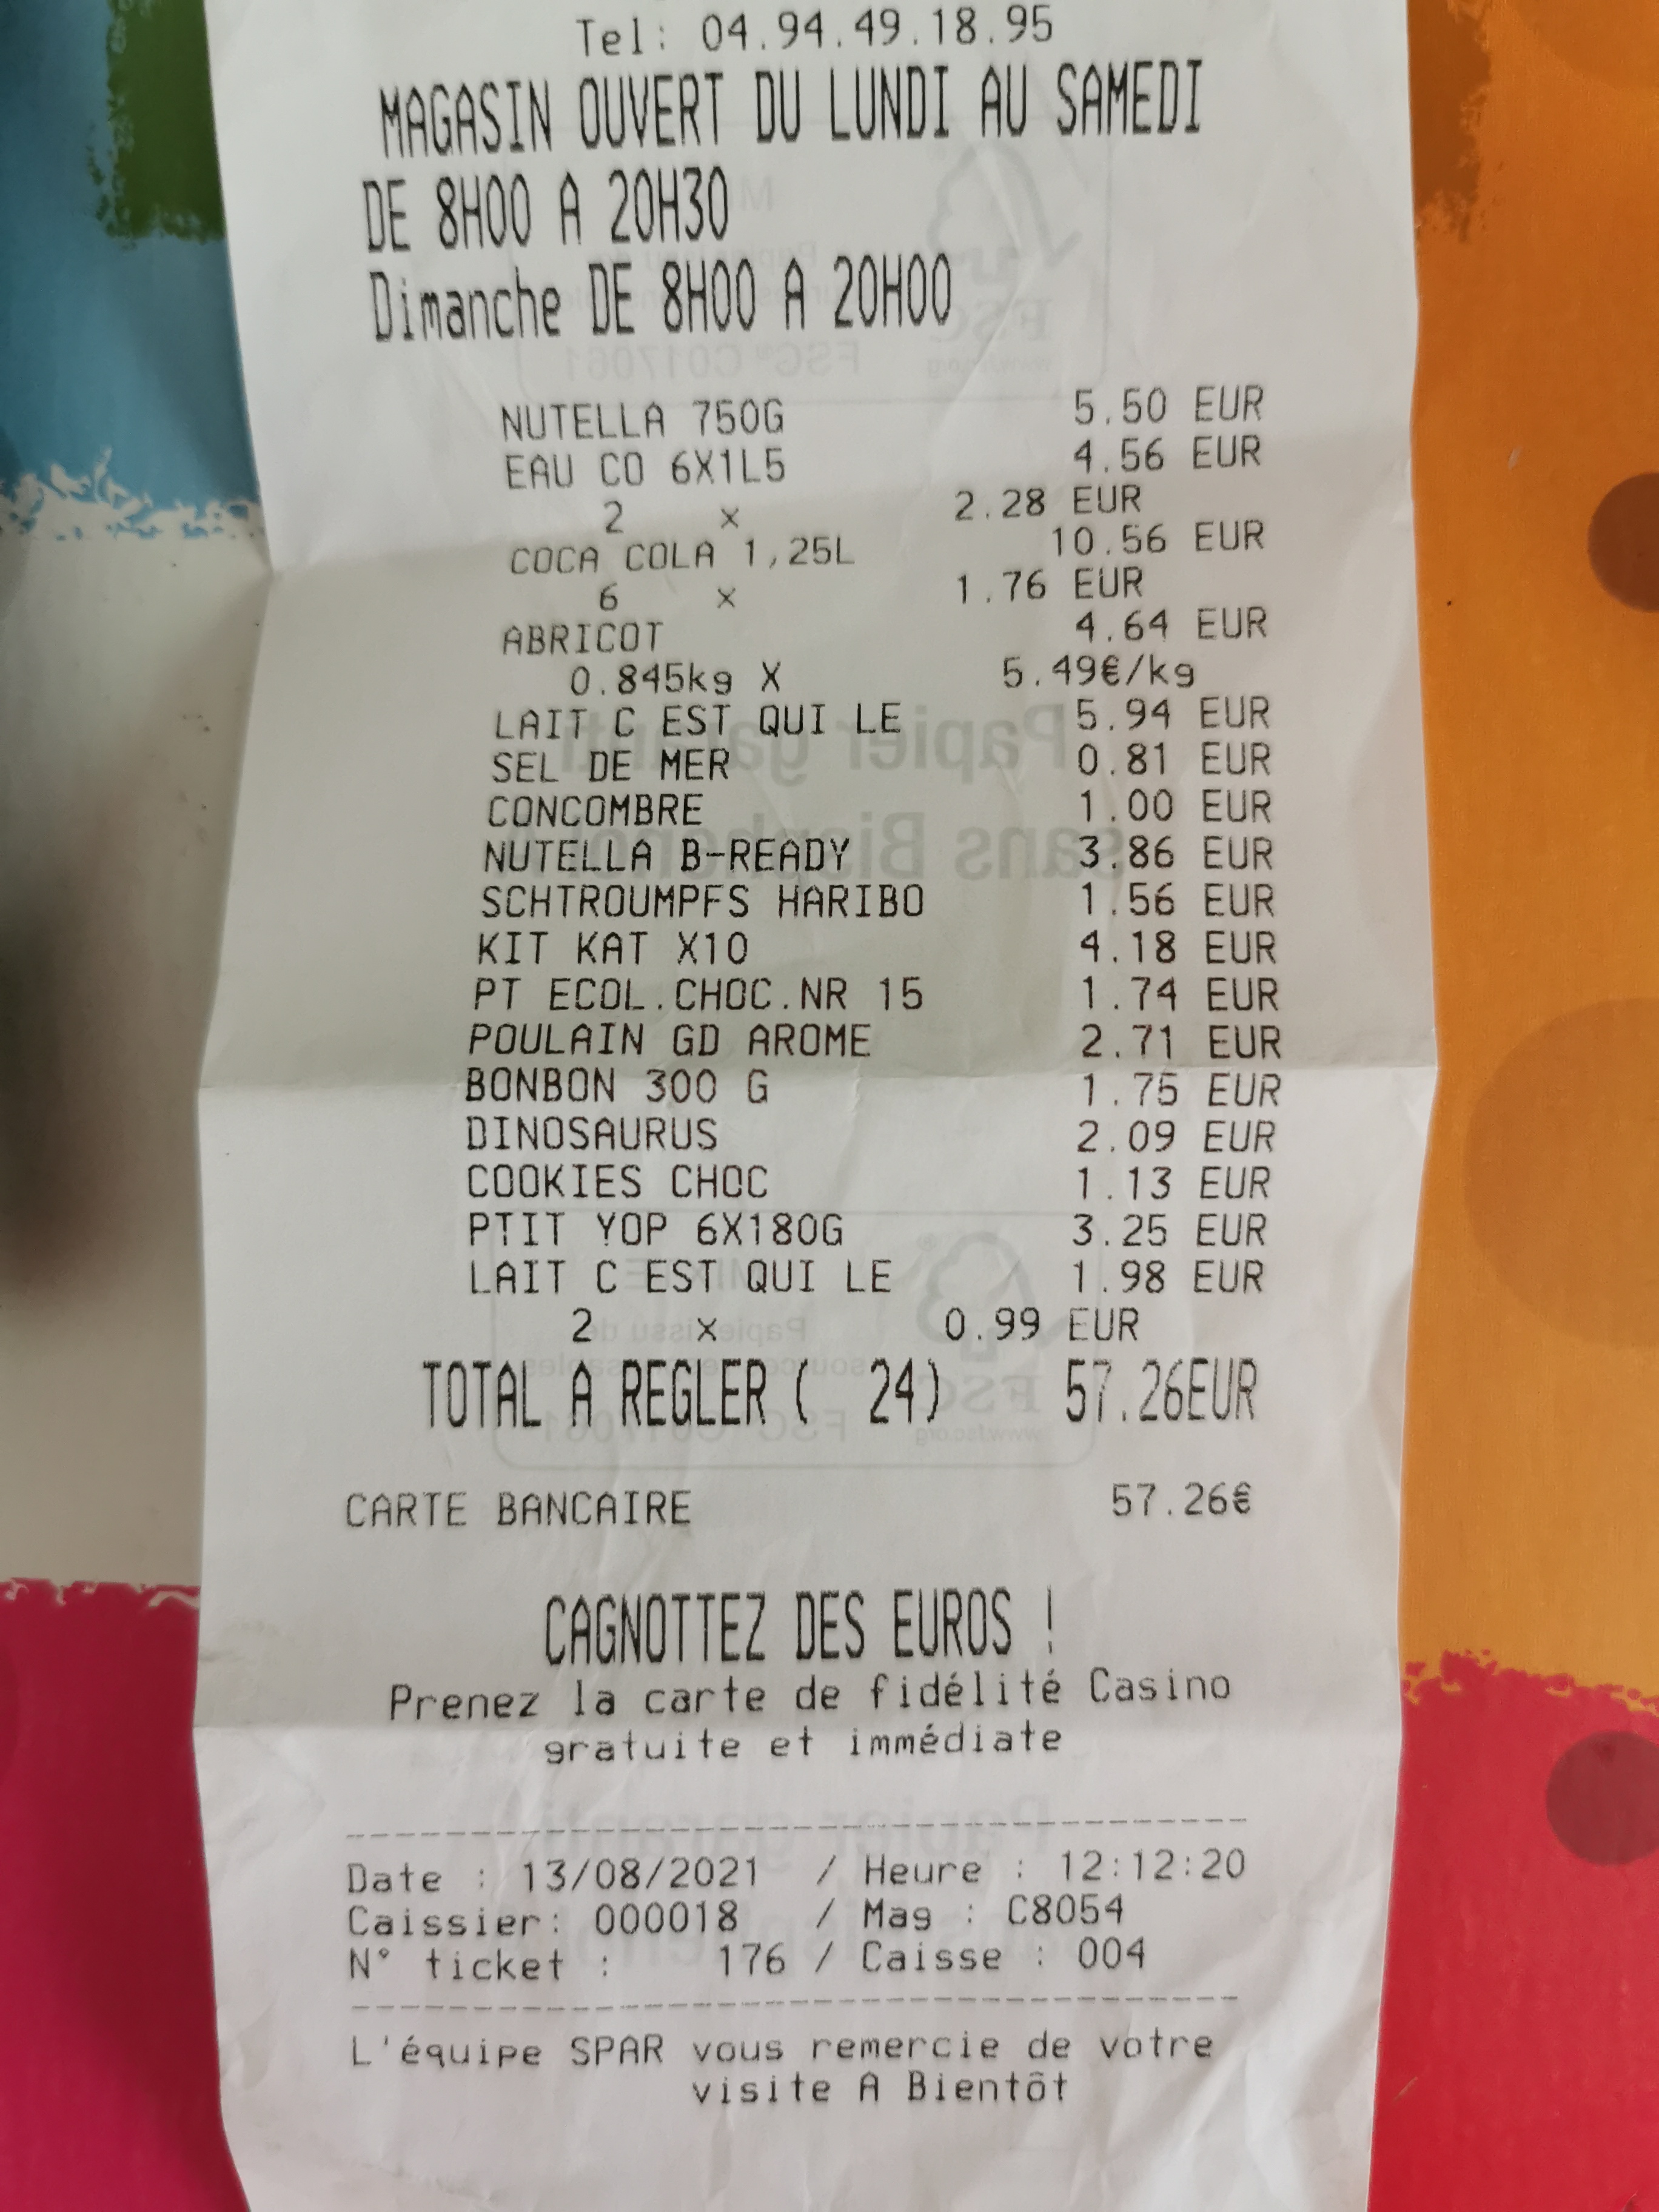 Tel: 04.94.49.18.95
MAGASIN OUVERT DU LUNDI AU SAMEDI
DE 8H00 A 20H30
Dimanche DE 8H00 A 20H00
NUTELLA 750G 5.50 EUR
EAU CO 6X1L5 4.56 EUR
2 x 2.28 EUR
COCA COLA 1,25L 10.56 EUR
6 x 1.76 EUR
ABRICOT 4.64 EUR
0.845kg X 5.49€/kg
LAIT C EST QUI LE 5.94 EUR
SEL DE MER 0.81 EUR
CONCOMBRE 1.00 EUR
NUTELLA B-READY 3.86 EUR
SCHTROUMPFS HARIBO 1.56 EUR
KIT KAT X10 4.18 EUR
PT ECOL.CHOC.NR 15 1.74 EUR
POULAIN GD AROME 2.71 EUR
BONBON 300 G 1.75 EUR
DINOSAURUS 2.09 EUR
COOKIES CHOC 1.13 EUR
PTIT YOP 6X180G 3.25 EUR
LAIT C EST QUI LE 1.98 EUR
2 x 0.99 EUR
TOTAL A REGLER ( 24) 57.26EUR
CARTE BANCAIRE 57.26€
CAGNOTTEZ DES EUROS !
Prenez la carte de fidélité Casino
gratuite et immédiate
Date : 13/08/2021 / Heure : 12:12:20
Caissier: 000018 / Mag : C8054
N° ticket : 176 / Caisse : 004
L'équipe SPAR vous remercie de votre
visite A Bientôt